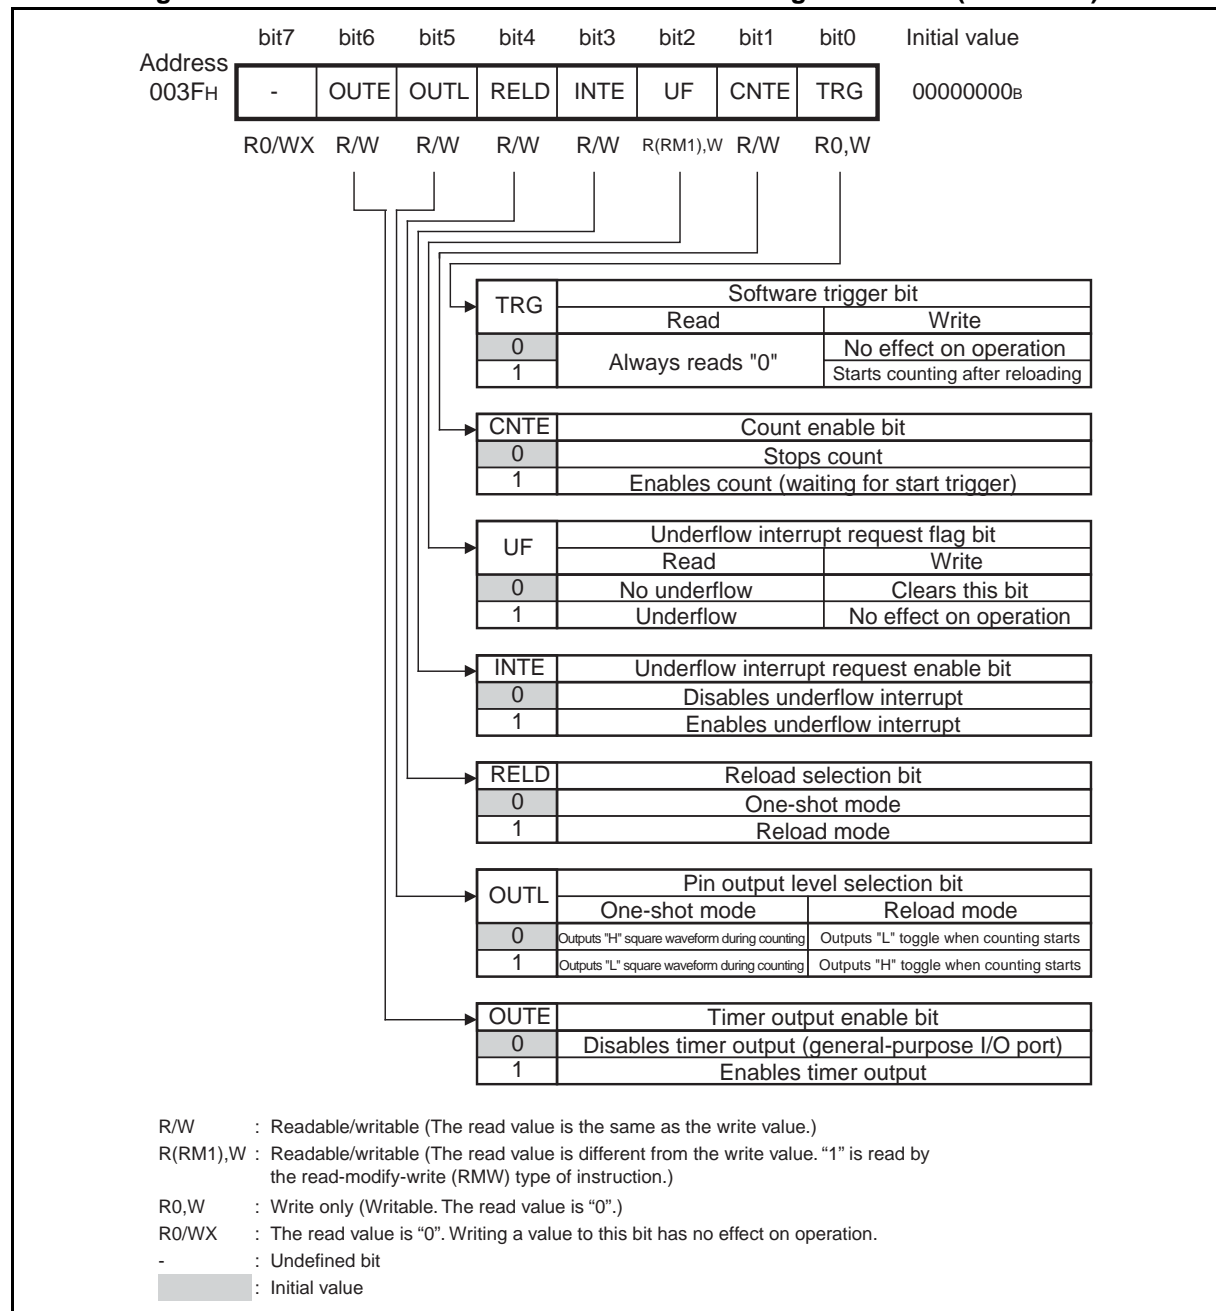 bit7 bit6 bit5 bit4 bit3 bit2 bit1 bit0 Initial value
Address
003FH - OUTE OUTL RELD INTE UF CNTE TRG 00000000B
R0/WX R/W R/W R/W R/W R(RM1),W R/W R0,W
TRG Software trigger bit
Read Write
0 Always reads "0" No effect on operation
1 Starts counting after reloading
CNTE Count enable bit
0 Stops count
1 Enables count (waiting for start trigger)
UF Underflow interrupt request flag bit
Read Write
0 No underflow Clears this bit
1 Underflow No effect on operation
INTE Underflow interrupt request enable bit
0 Disables underflow interrupt
1 Enables underflow interrupt
RELD Reload selection bit
0 One-shot mode
1 Reload mode
OUTL Pin output level selection bit
One-shot mode Reload mode
0 Outputs "H" square waveform during counting Outputs "L" toggle when counting starts
1 Outputs "L" square waveform during counting Outputs "H" toggle when counting starts
OUTE Timer output enable bit
0 Disables timer output (general-purpose I/O port)
1 Enables timer output
R/W : Readable/writable (The read value is the same as the write value.)
R(RM1),W : Readable/writable (The read value is different from the write value. “1” is read by
the read-modify-write (RMW) type of instruction.)
R0,W : Write only (Writable. The read value is “0”.)
R0/WX : The read value is “0”. Writing a value to this bit has no effect on operation.
- : Undefined bit
: Initial value